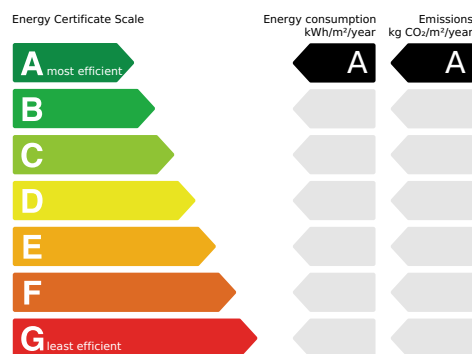 Energy Certificate Scale
Energy consumption
kWh/m²/year
Emissions
kg CO₂/m²/year
A most efficient
A
A
B
C
D
E
F
G least efficient